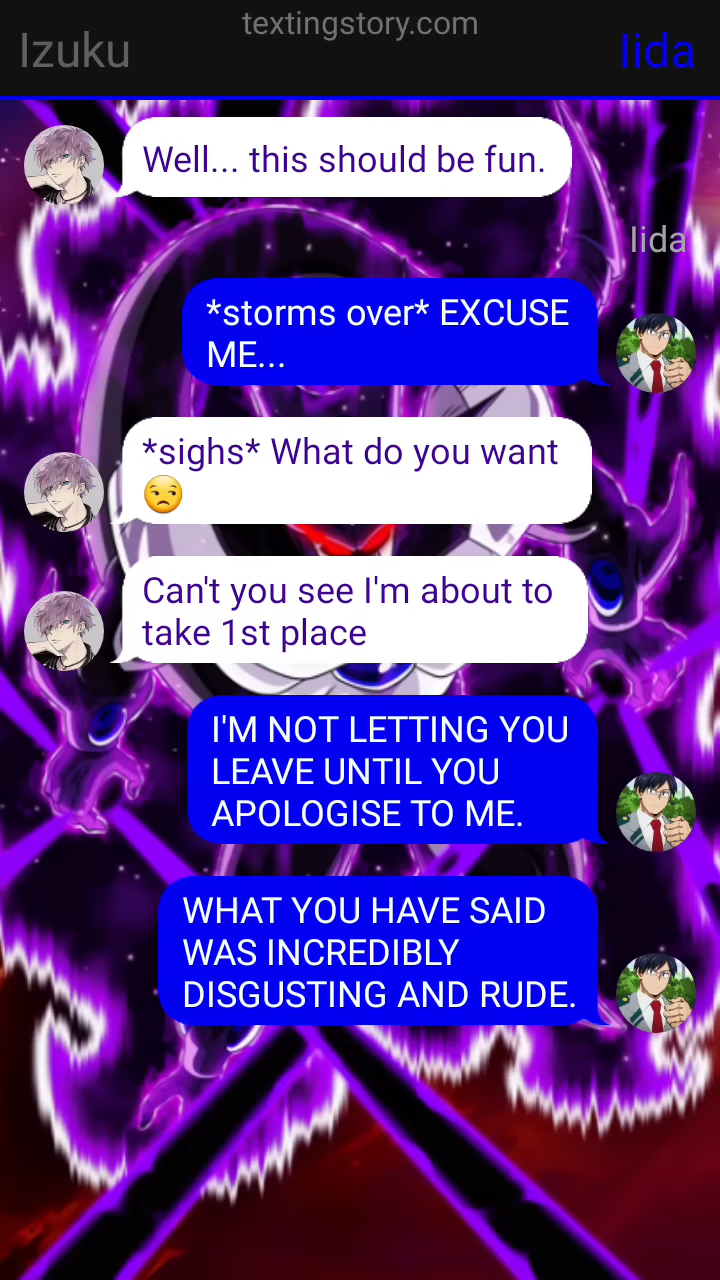 textingstory.com
Izuku
Iida
Well... this should be fun.
Iida
*storms over* EXCUSE
ME...
*sighs* What do you want
😒
Can't you see I'm about to
take 1st place
I'M NOT LETTING YOU
LEAVE UNTIL YOU
APOLOGISE TO ME.
WHAT YOU HAVE SAID
WAS INCREDIBLY
DISGUSTING AND RUDE.